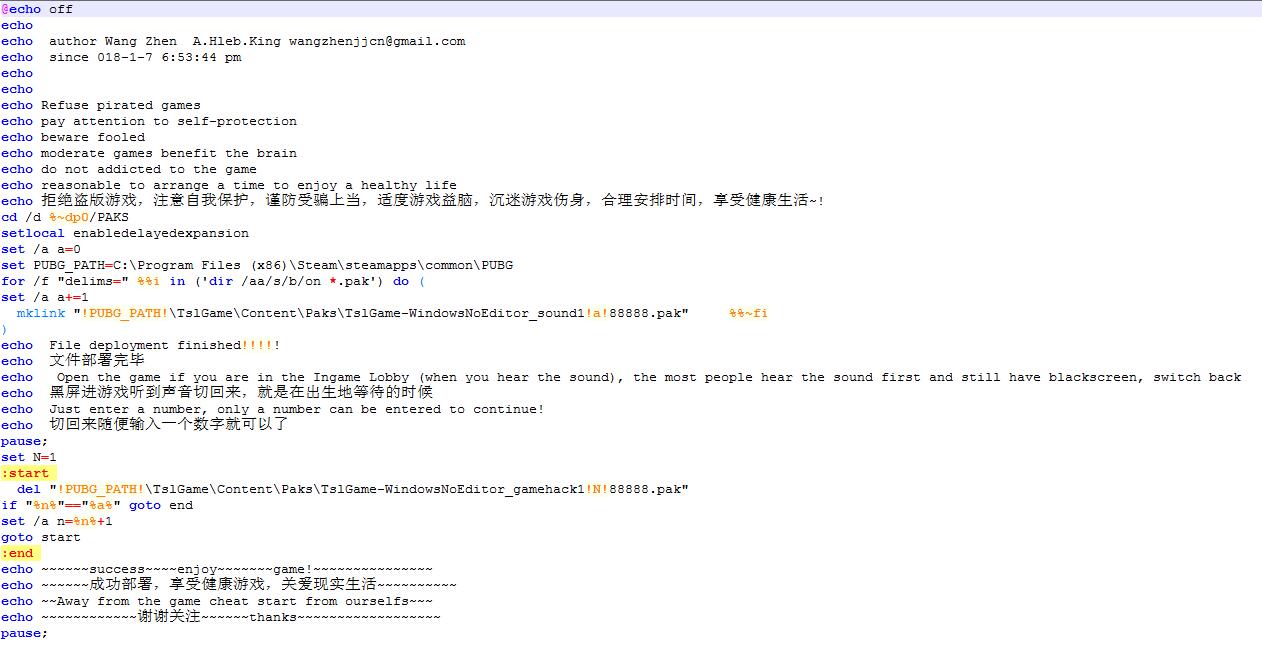 @echo off
echo
echo  author Wang Zhen  A.Hleb.King wangzhenjjcn@gmail.com
echo  since 018-1-7 6:53:44 pm
echo
echo
echo Refuse pirated games
echo pay attention to self-protection
echo beware fooled
echo moderate games benefit the brain
echo do not addicted to the game
echo reasonable to arrange a time to enjoy a healthy life
echo 拒绝盗版游戏，注意自我保护，谨防受骗上当，适度游戏益脑，沉迷游戏伤身，合理安排时间，享受健康生活~!
cd /d %~dp0/PAKS
setlocal enabledelayedexpansion
set /a a=0
set PUBG_PATH=C:\Program Files (x86)\Steam\steamapps\common\PUBG
for /f "delims=" %%i in ('dir /aa/s/b/on *.pak') do (
set /a a+=1
  mklink "!PUBG_PATH!\TslGame\Content\Paks\TslGame-WindowsNoEditor_sound1!a!88888.pak"     %%~fi
)
echo  File deployment finished!!!!!
echo  文件部署完毕
echo   Open the game if you are in the Ingame Lobby (when you hear the sound), the most people hear the sound first and still have blackscreen, switch back
echo  黑屏进游戏听到声音切回来，就是在出生地等待的时候
echo  Just enter a number, only a number can be entered to continue!
echo  切回来随便输入一个数字就可以了
pause;
set N=1
:start
  del "!PUBG_PATH!\TslGame\Content\Paks\TslGame-WindowsNoEditor_gamehack1!N!88888.pak"
if "%n%"=="%a%" goto end
set /a n=%n%+1
goto start
:end
echo ~~~~~~success~~~~enjoy~~~~~~~game!~~~~~~~~~~~~~~~
echo ~~~~~~成功部署，享受健康游戏，关爱现实生活~~~~~~~~~~
echo ~~Away from the game cheat start from ourselfs~~~
echo ~~~~~~~~~~~~谢谢关注~~~~~~thanks~~~~~~~~~~~~~~~~~~
pause;